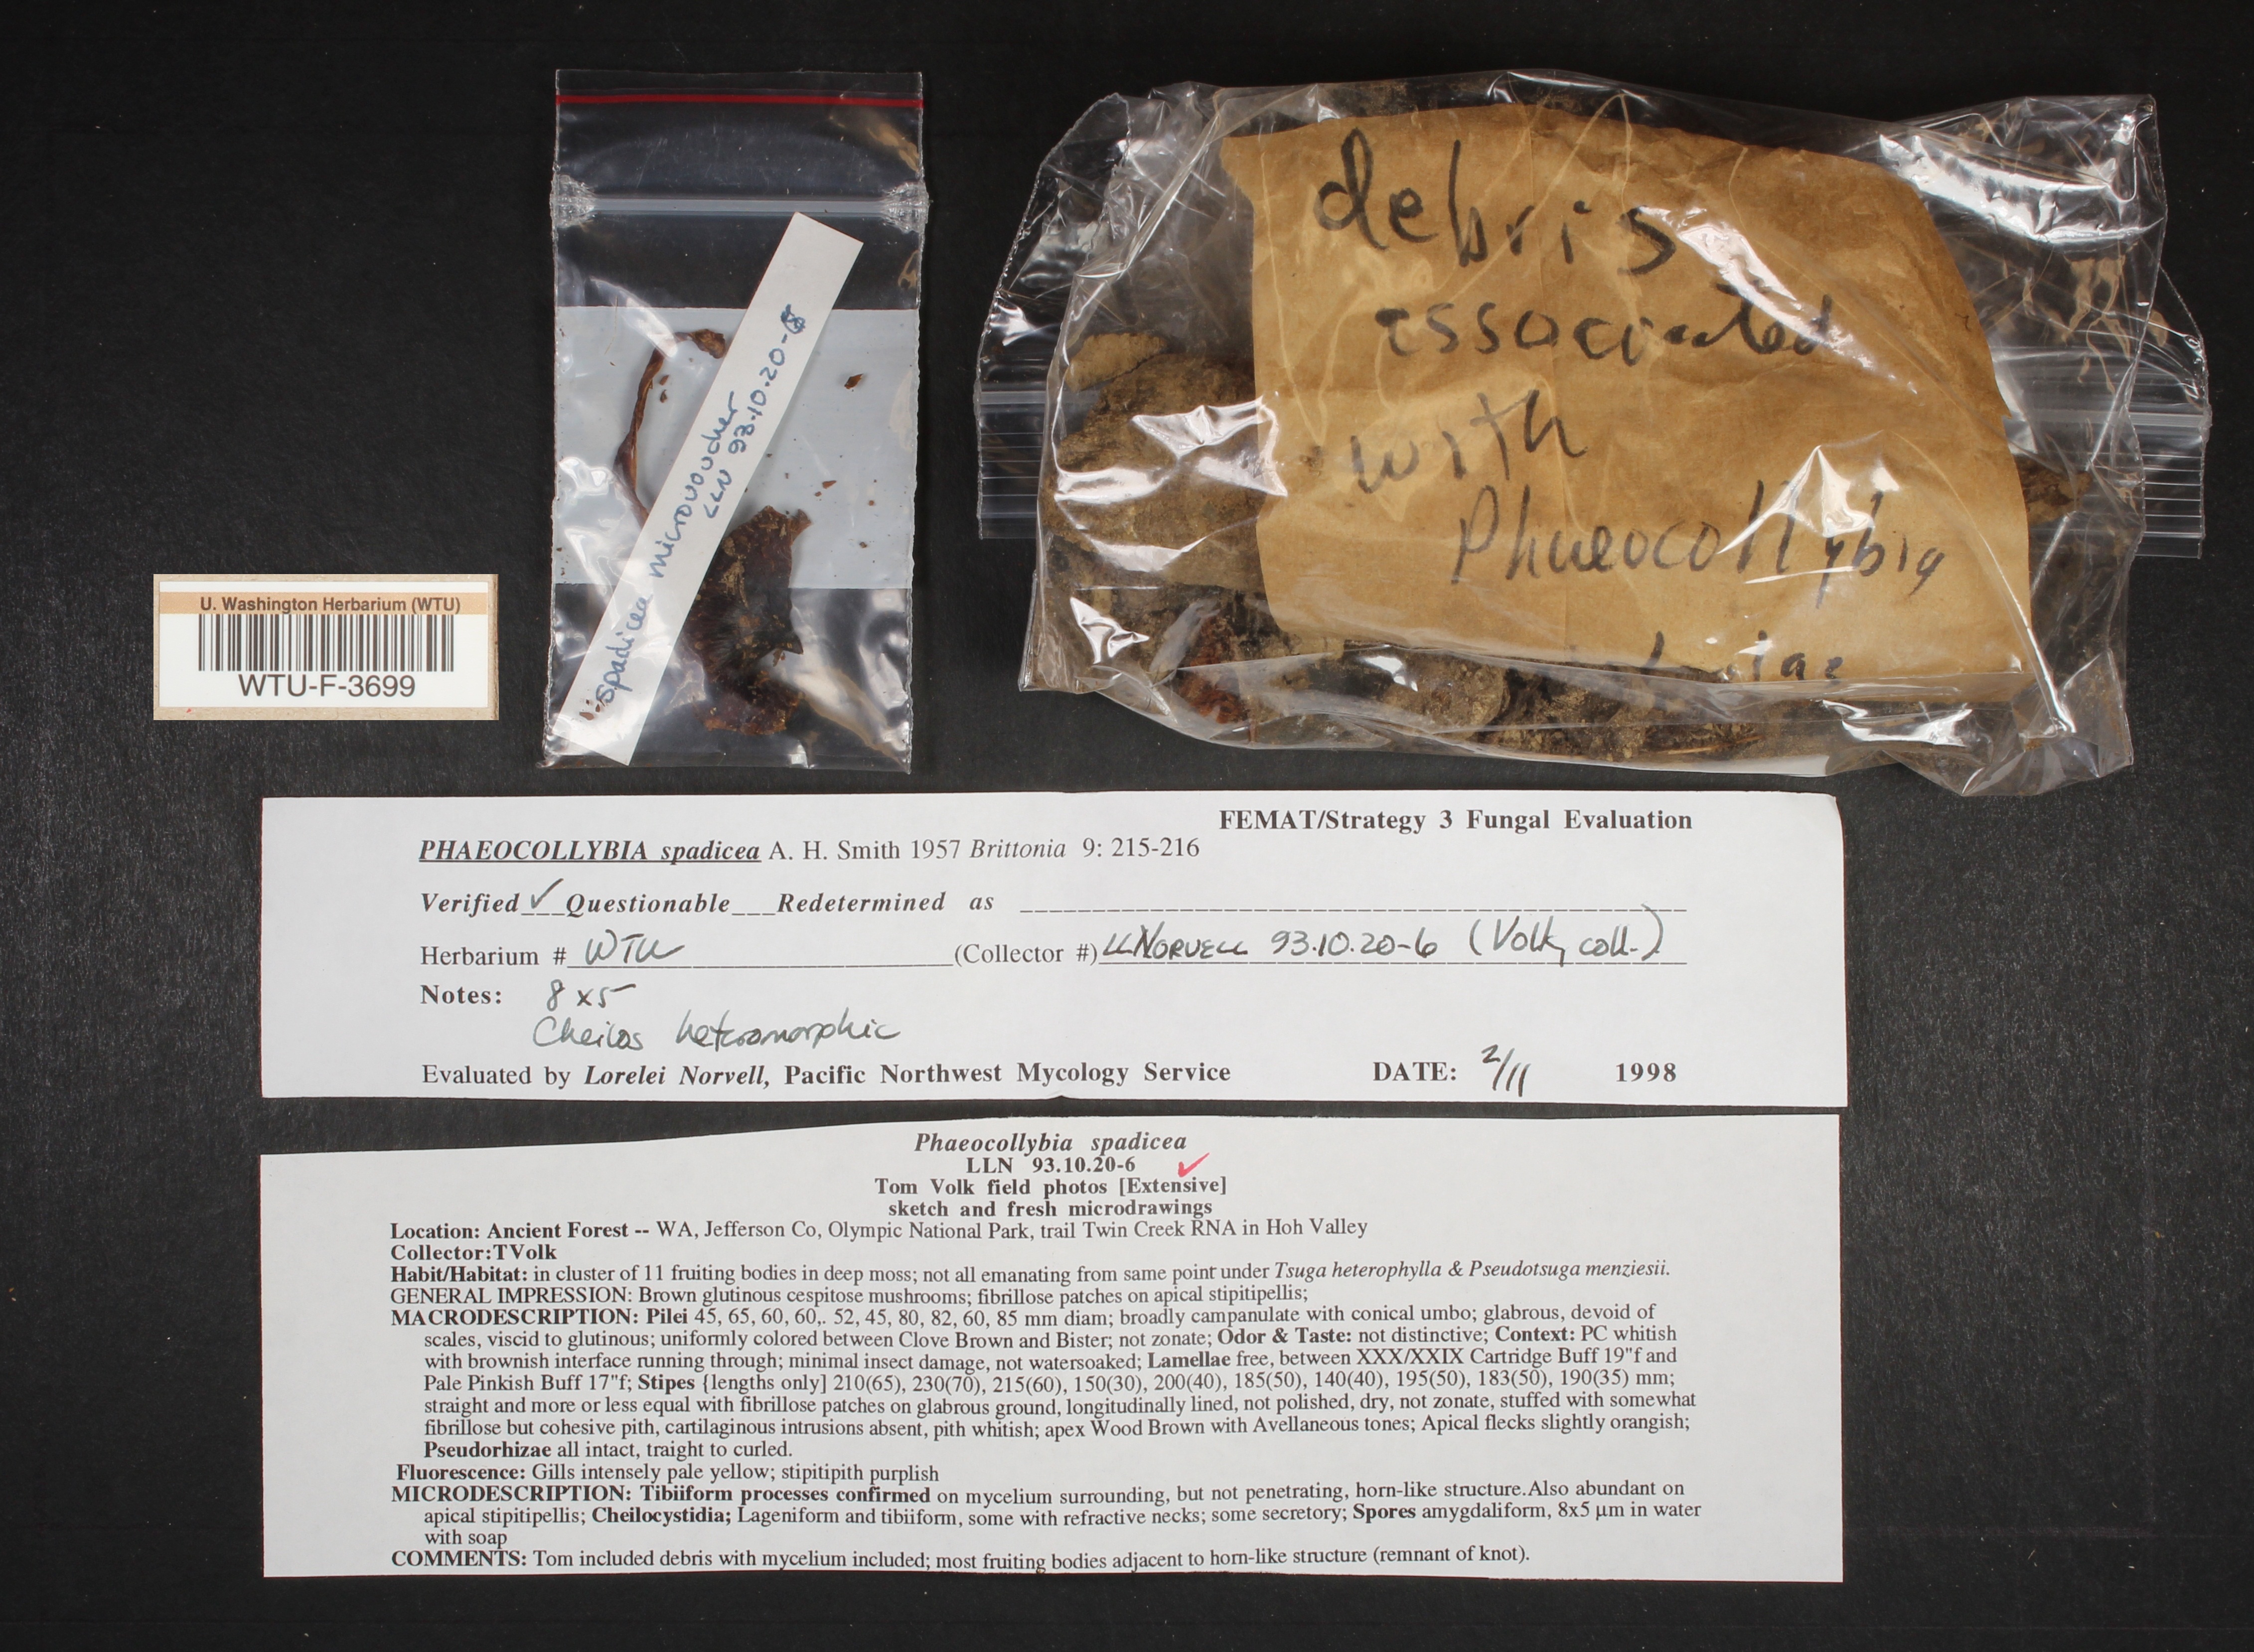 debris
associated
with
Phaeocollybia
spadicea microvoucher
LLN 93.10.20-6
U. Washington Herbarium (WTU)
WTU-F-3699
FEMAT/Strategy 3 Fungal Evaluation
PHAEOCOLLYBIA spadicea A. H. Smith 1957 Brittonia 9: 215-216
Verified ✓ Questionable___Redetermined as ____
Herbarium # WTU (Collector #) LLNORVELL 93.10.20-6 (Volk, coll.)
Notes: 8x5
Cheilos heteromorphic
Evaluated by Lorelei Norvell, Pacific Northwest Mycology Service DATE: 2/11 1998
Phaeocollybia spadicea
LLN 93.10.20-6 ✓
Tom Volk field photos [Extensive]
sketch and fresh microdrawings
Location: Ancient Forest -- WA, Jefferson Co, Olympic National Park, trail Twin Creek RNA in Hoh Valley
Collector:TVolk
Habit/Habitat: in cluster of 11 fruiting bodies in deep moss; not all emanating from same point under Tsuga heterophylla & Pseudotsuga menziesii.
GENERAL IMPRESSION: Brown glutinous cespitose mushrooms; fibrillose patches on apical stipitipellis;
MACRODESCRIPTION: Pilei 45, 65, 60, 60,. 52, 45, 80, 82, 60, 85 mm diam; broadly campanulate with conical umbo; glabrous, devoid of
scales, viscid to glutinous; uniformly colored between Clove Brown and Bister; not zonate; Odor & Taste: not distinctive; Context: PC whitish
with brownish interface running through; minimal insect damage, not watersoaked; Lamellae free, between XXX/XXIX Cartridge Buff 19"f and
Pale Pinkish Buff 17"f; Stipes {lengths only] 210(65), 230(70), 215(60), 150(30), 200(40), 185(50), 140(40), 195(50), 183(50), 190(35) mm;
straight and more or less equal with fibrillose patches on glabrous ground, longitudinally lined, not polished, dry, not zonate, stuffed with somewhat
fibrillose but cohesive pith, cartilaginous intrusions absent, pith whitish; apex Wood Brown with Avellaneous tones; Apical flecks slightly orangish;
Pseudorhizae all intact, traight to curled.
Fluorescence: Gills intensely pale yellow; stipitipith purplish
MICRODESCRIPTION: Tibiiform processes confirmed on mycelium surrounding, but not penetrating, horn-like structure.Also abundant on
apical stipitipellis; Cheilocystidia; Lageniform and tibiiform, some with refractive necks; some secretory; Spores amygdaliform, 8x5 µm in water
with soap
COMMENTS: Tom included debris with mycelium included; most fruiting bodies adjacent to horn-like structure (remnant of knot).